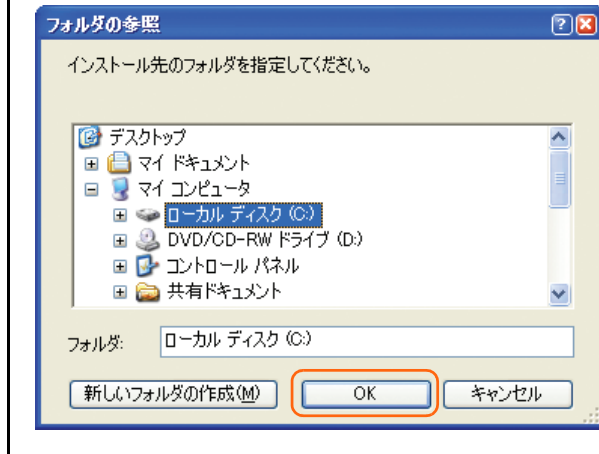 フォルダの参照
インストール先のフォルダを指定してください。
デスクトップ
マイ ドキュメント
マイ コンピュータ
ローカル ディスク (C:)
DVD/CD-RW ドライブ (D:)
コントロール パネル
共有ドキュメント
フォルダ: ローカル ディスク (C:)
新しいフォルダの作成(M) OK キャンセル